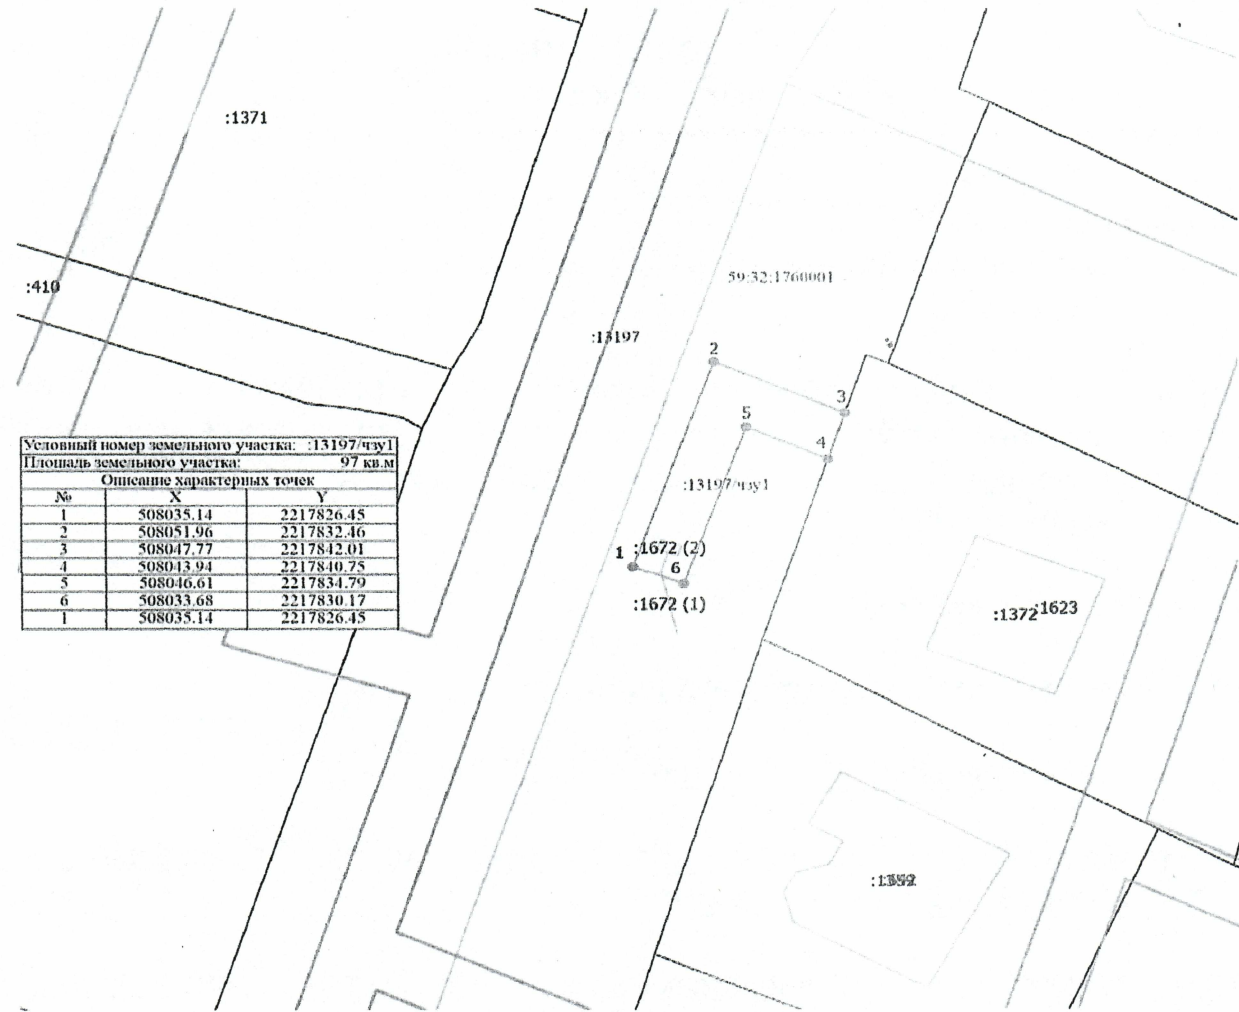 :1371
:410
59:32:1760001
:13197
2
3
5
4
:13197/чзу1
1
:1672 (2)
6
:1672 (1)
:1372
:1623
Условный номер земельного участка: :13197/чзу1
Площадь земельного участка: 97 кв.м
Описание характерных точек
№ X Y
1 508035.14 2217826.45
2 508051.96 2217832.46
3 508047.77 2217842.01
4 508043.94 2217840.75
5 508046.61 2217834.79
6 508033.68 2217830.17
1 508035.14 2217826.45